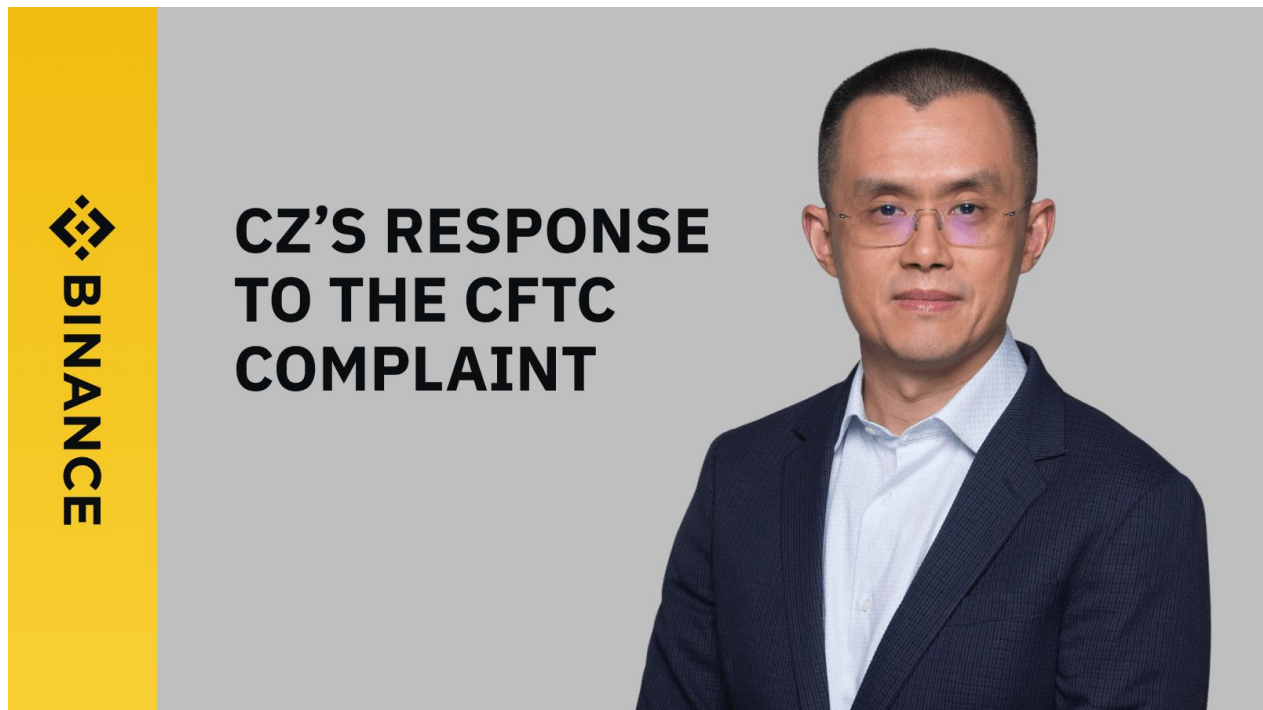 BINANCE
CZ’S RESPONSE
TO THE CFTC
COMPLAINT